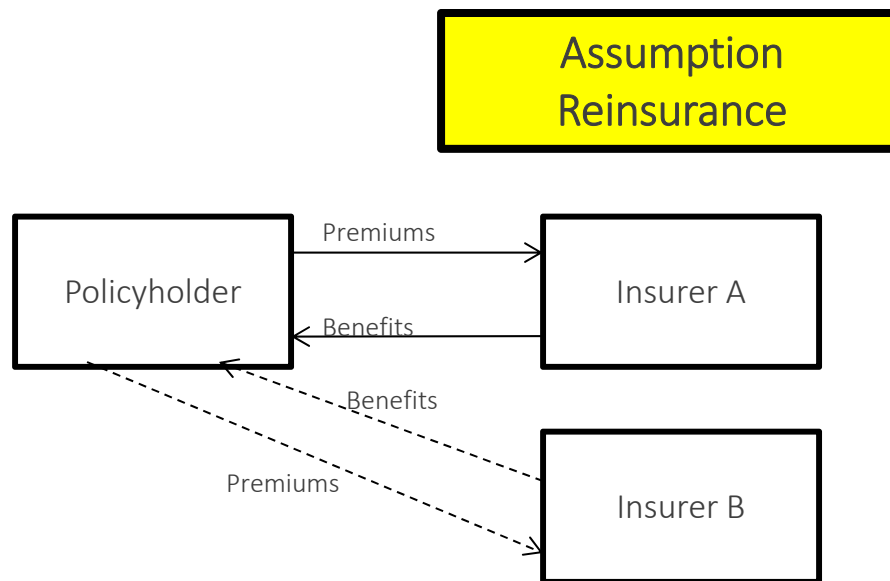 Assumption
Reinsurance
Premiums
Policyholder
Insurer A
Benefits
Benefits
Premiums
Insurer B